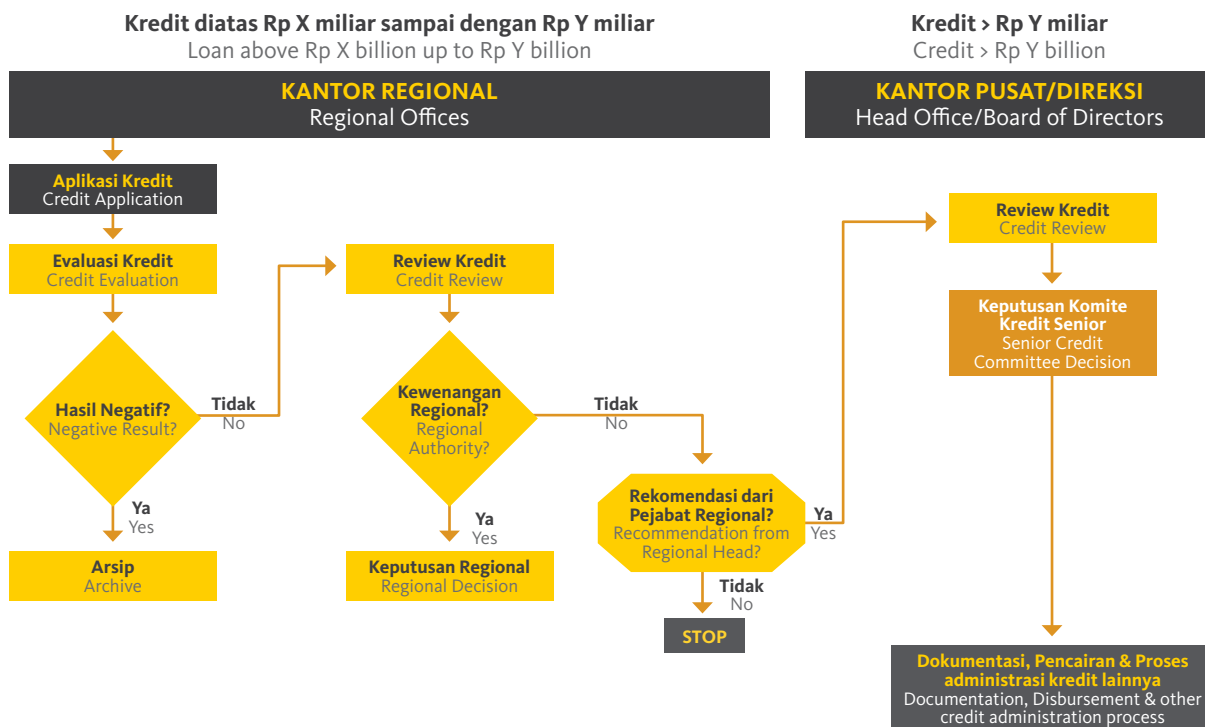 Kredit diatas Rp X miliar sampai dengan Rp Y miliar
Loan above Rp X billion up to Rp Y billion
Kredit > Rp Y miliar
Credit > Rp Y billion
KANTOR REGIONAL
Regional Offices
KANTOR PUSAT/DIREKSI
Head Office/Board of Directors
Aplikasi Kredit
Credit Application
Evaluasi Kredit
Credit Evaluation
Hasil Negatif?
Negative Result?
Tidak
No
Ya
Yes
Arsip
Archive
Review Kredit
Credit Review
Kewenangan
Regional?
Regional
Authority?
Tidak
No
Ya
Yes
Keputusan Regional
Regional Decision
Rekomendasi dari
Pejabat Regional?
Recommendation from
Regional Head?
Ya
Yes
Tidak
No
STOP
Review Kredit
Credit Review
Keputusan Komite
Kredit Senior
Senior Credit
Committee Decision
Dokumentasi, Pencairan & Proses
administrasi kredit lainnya
Documentation, Disbursement & other
credit administration process